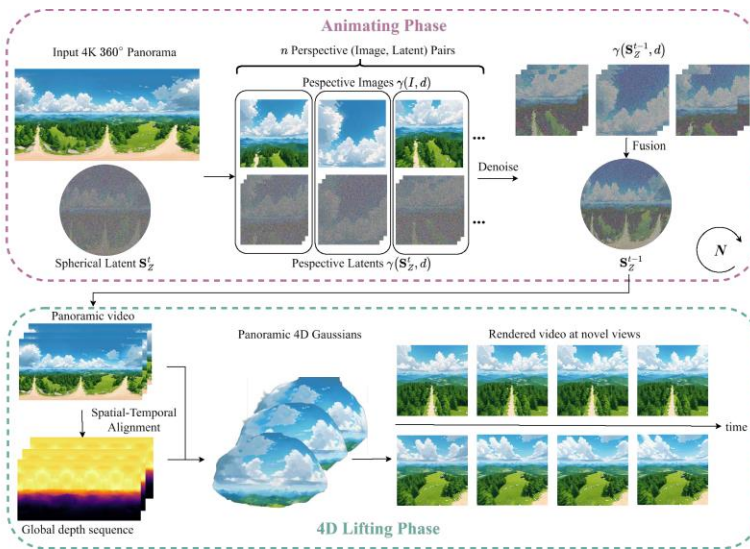 Animating Phase
Input 4K 360° Panorama
n Perspective (Image, Latent) Pairs
Pespective Images γ(I, d)
...
...
Spherical Latent S_Z^t
Pespective Latents γ(S_Z^t, d)
Denoise
γ(S_Z^{t-1}, d)
Fusion
S_Z^{t-1}
N
Panoramic video
Spatial-Temporal
Alignment
Global depth sequence
Panoramic 4D Gaussians
Rendered video at novel views
time
4D Lifting Phase